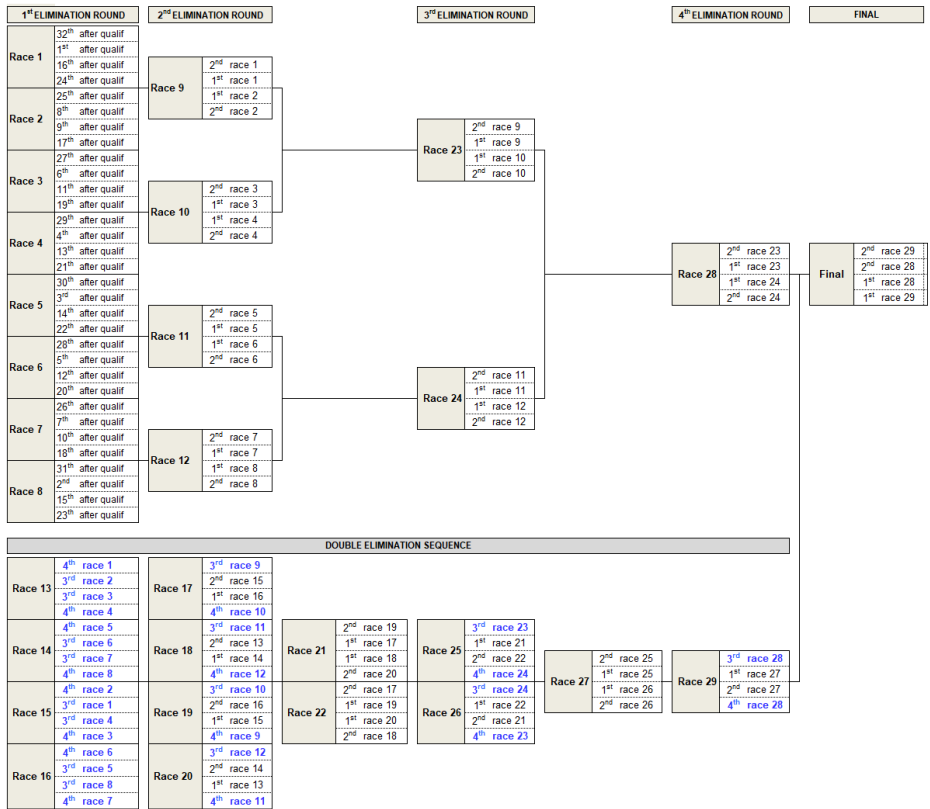 1st ELIMINATION ROUND
2nd ELIMINATION ROUND
3rd ELIMINATION ROUND
4th ELIMINATION ROUND
FINAL
Race 1
32th after qualif
1st after qualif
16th after qualif
24th after qualif
Race 2
25th after qualif
8th after qualif
9th after qualif
17th after qualif
Race 3
27th after qualif
6th after qualif
11th after qualif
19th after qualif
Race 4
29th after qualif
4th after qualif
13th after qualif
21th after qualif
Race 5
30th after qualif
3rd after qualif
14th after qualif
22th after qualif
Race 6
28th after qualif
5th after qualif
12th after qualif
20th after qualif
Race 7
26th after qualif
7th after qualif
10th after qualif
18th after qualif
Race 8
31th after qualif
2nd after qualif
15th after qualif
23th after qualif
Race 9
2nd race 1
1st race 1
1st race 2
2nd race 2
Race 10
2nd race 3
1st race 3
1st race 4
2nd race 4
Race 11
2nd race 5
1st race 5
1st race 6
2nd race 6
Race 12
2nd race 7
1st race 7
1st race 8
2nd race 8
Race 23
2nd race 9
1st race 9
1st race 10
2nd race 10
Race 24
2nd race 11
1st race 11
1st race 12
2nd race 12
Race 28
2nd race 23
1st race 23
1st race 24
2nd race 24
Final
2nd race 29
2nd race 28
1st race 28
1st race 29
DOUBLE ELIMINATION SEQUENCE
Race 13
4th race 1
3rd race 2
3rd race 3
4th race 4
Race 14
4th race 5
3rd race 6
3rd race 7
4th race 8
Race 15
4th race 2
3rd race 1
3rd race 4
4th race 3
Race 16
4th race 6
3rd race 5
3rd race 8
4th race 7
Race 17
3rd race 9
2nd race 15
1st race 16
4th race 10
Race 18
3rd race 11
2nd race 13
1st race 14
4th race 12
Race 19
3rd race 10
2nd race 16
1st race 15
4th race 9
Race 20
3rd race 12
2nd race 14
1st race 13
4th race 11
Race 21
2nd race 19
1st race 17
1st race 18
2nd race 20
Race 22
2nd race 17
1st race 19
1st race 20
2nd race 18
Race 25
3rd race 23
1st race 21
2nd race 22
4th race 24
Race 26
3rd race 24
1st race 22
2nd race 21
4th race 23
Race 27
2nd race 25
1st race 25
1st race 26
2nd race 26
Race 29
3rd race 28
1st race 27
2nd race 27
4th race 28